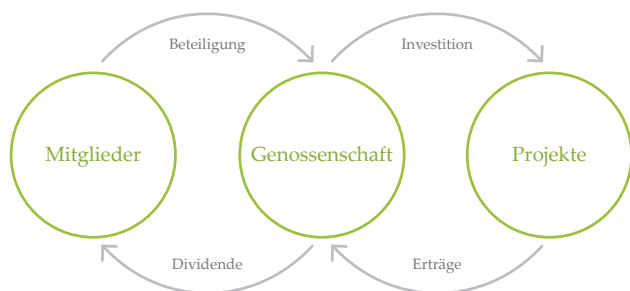 Beteiligung
Investition
Mitglieder
Genossenschaft
Projekte
Dividende
Erträge